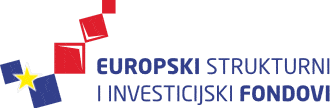 EUROPSKI STRUKTURNI
I INVESTICIJSKI FONDOVI